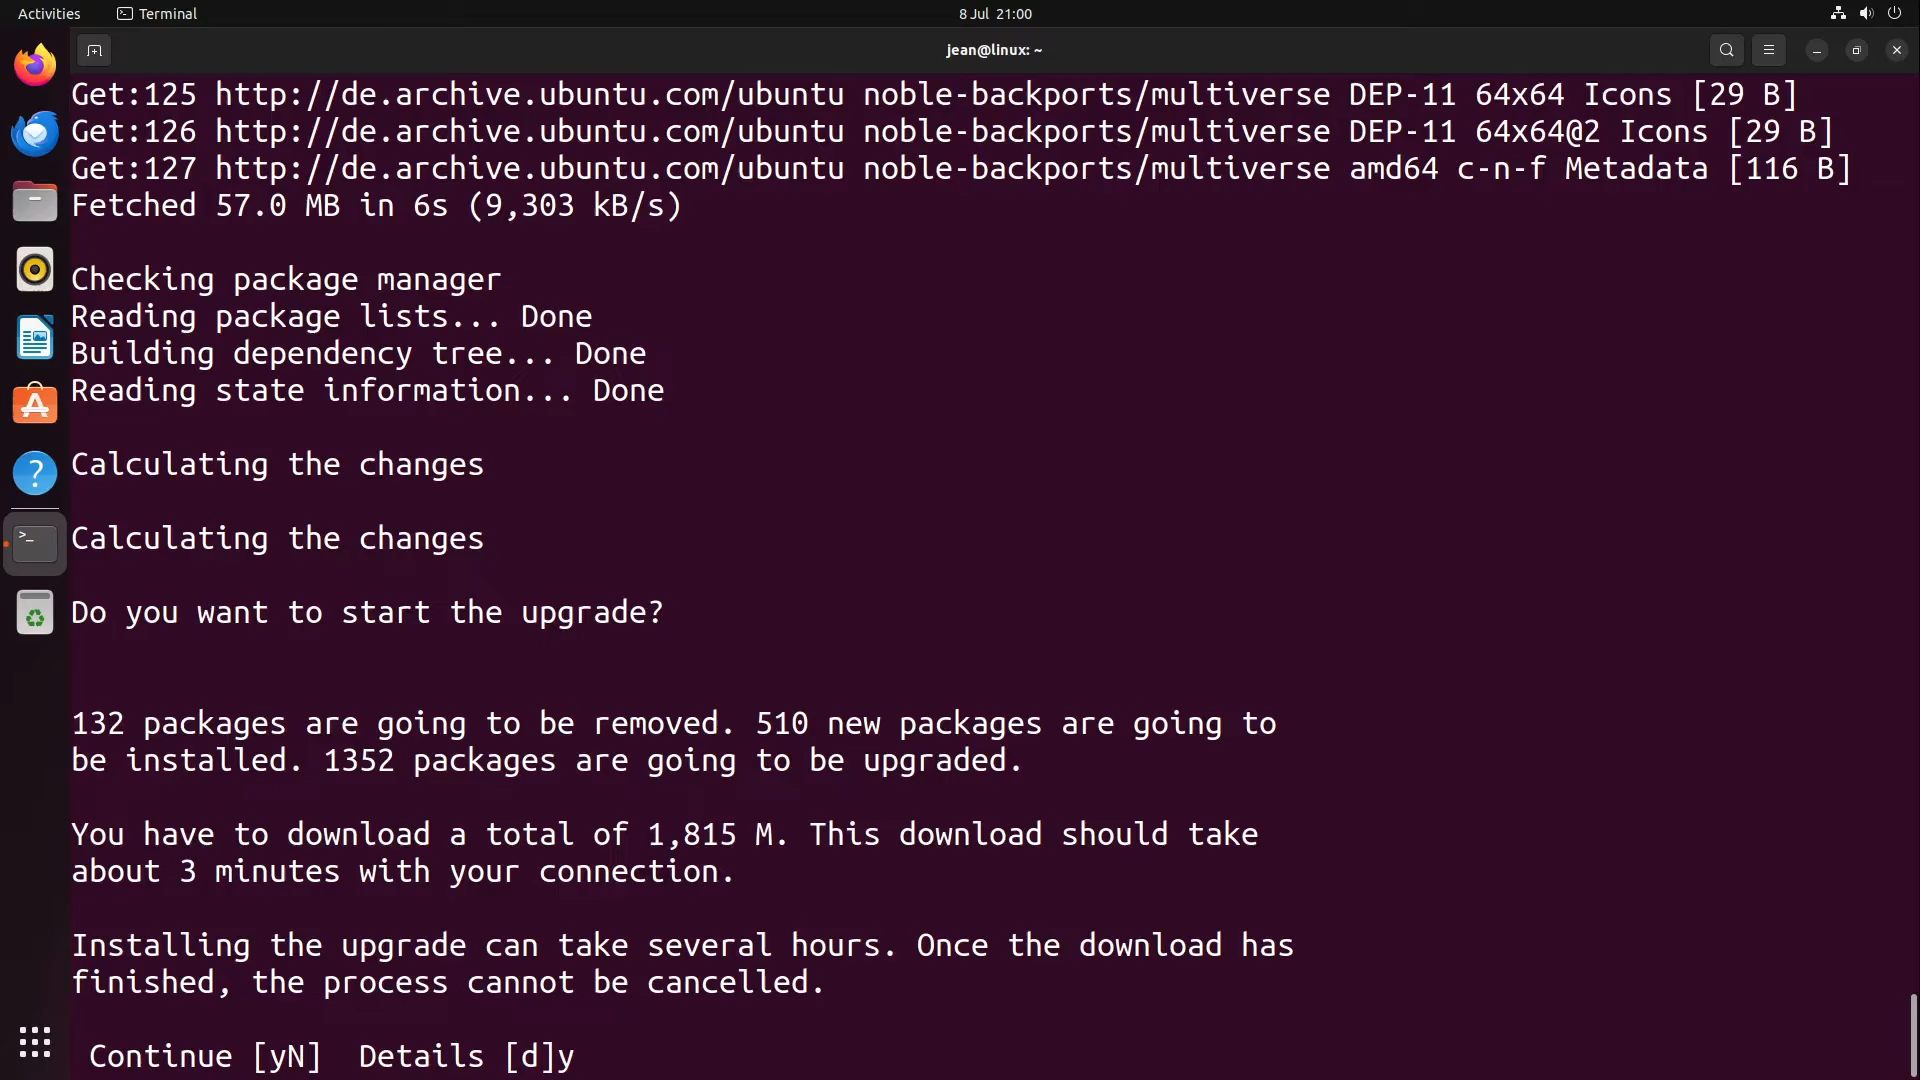 Activities Terminal 8 Jul 21:00
jean@linux: ~
Get:125 http://de.archive.ubuntu.com/ubuntu noble-backports/multiverse DEP-11 64x64 Icons [29 B]
Get:126 http://de.archive.ubuntu.com/ubuntu noble-backports/multiverse DEP-11 64x64@2 Icons [29 B]
Get:127 http://de.archive.ubuntu.com/ubuntu noble-backports/multiverse amd64 c-n-f Metadata [116 B]
Fetched 57.0 MB in 6s (9,303 kB/s)
Checking package manager
Reading package lists... Done
Building dependency tree... Done
Reading state information... Done
Calculating the changes
Calculating the changes
Do you want to start the upgrade?
132 packages are going to be removed. 510 new packages are going to
be installed. 1352 packages are going to be upgraded.
You have to download a total of 1,815 M. This download should take
about 3 minutes with your connection.
Installing the upgrade can take several hours. Once the download has
finished, the process cannot be cancelled.
Continue [yN]  Details [d]y